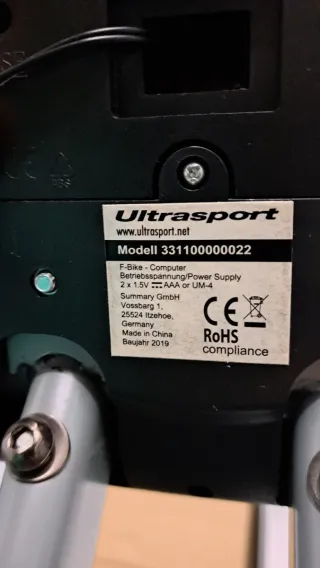 Ultrasport
www.ultrasport.net
Modell 331100000022
F-Bike - Computer
Betriebsspannung/Power Supply
2 x 1.5V ⎓ AAA or UM-4
Summary GmbH
Vossbarg 1,
25524 Itzehoe,
Germany
Made in China
Baujahr 2019
CE
RoHS
compliance